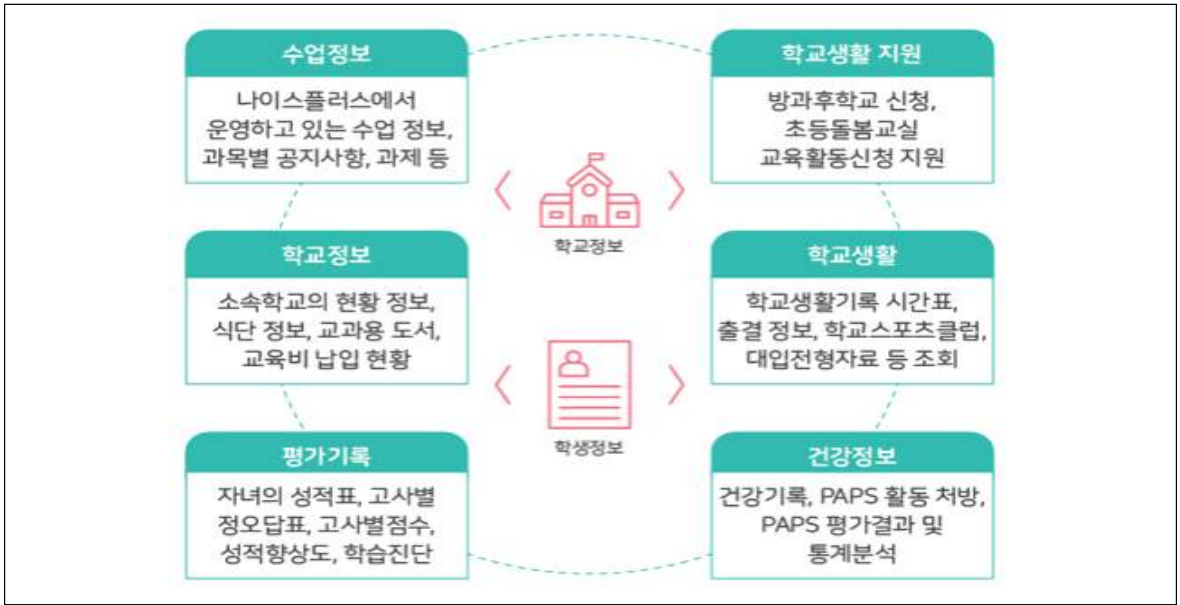 수업정보
나이스플러스에서
운영하고 있는 수업 정보,
과목별 공지사항, 과제 등
학교생활 지원
방과후학교 신청,
초등돌봄교실
교육활동신청 지원
학교정보
학교정보
소속학교의 현황 정보,
식단 정보, 교과용 도서,
교육비 납입 현황
학교생활
학교생활기록 시간표,
출결 정보, 학교스포츠클럽,
대입전형자료 등 조회
학생정보
평가기록
자녀의 성적표, 고사별
정오답표, 고사별점수,
성적향상도, 학습진단
건강정보
건강기록, PAPS 활동 처방,
PAPS 평가결과 및
통계분석